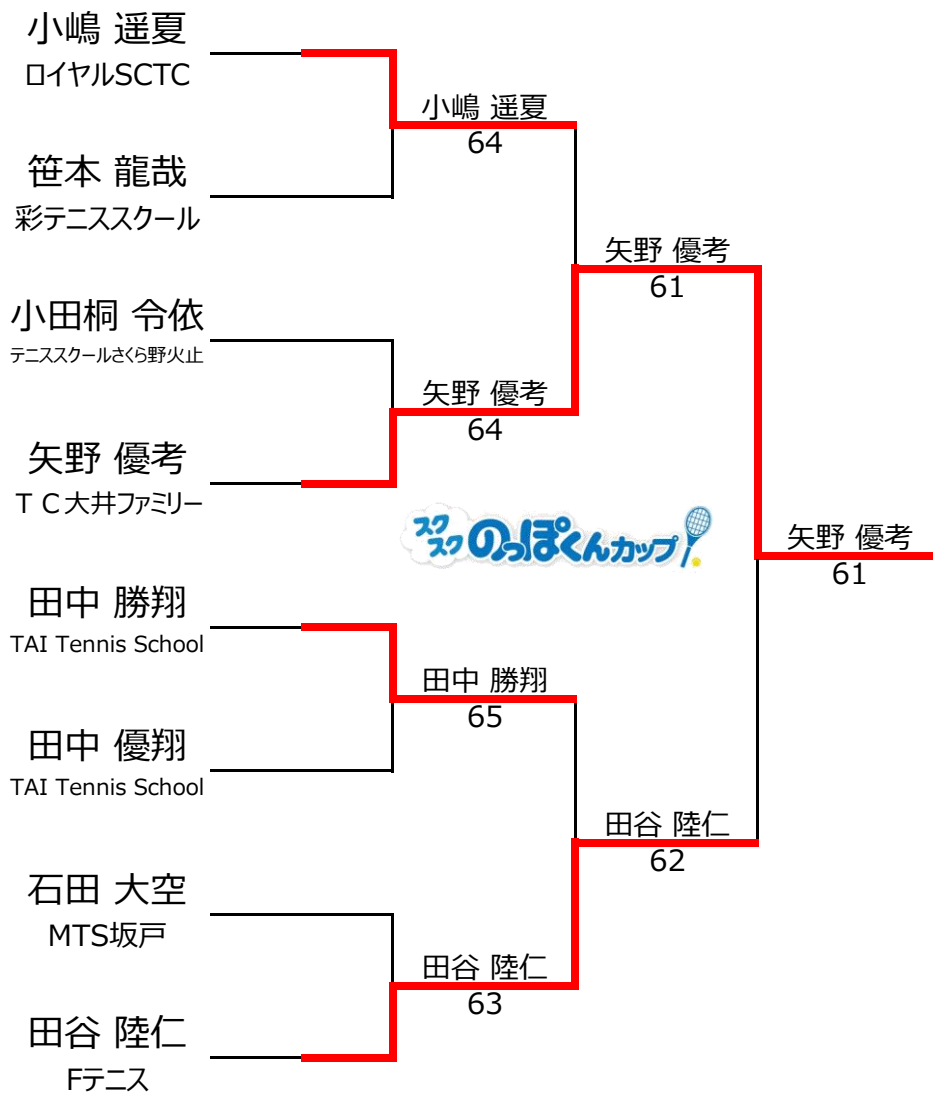 小嶋 遥夏
ロイヤルSCTC
小嶋 遥夏
64
笹本 龍哉
彩テニススクール
矢野 優考
61
小田桐 令依
テニススクールさくら野火止
矢野 優考
64
矢野 優考
ＴＣ大井ファミリー
スクスクのっぽくんカップ
矢野 優考
61
田中 勝翔
TAI Tennis School
田中 勝翔
65
田中 優翔
TAI Tennis School
田谷 陸仁
62
石田 大空
MTS坂戸
田谷 陸仁
63
田谷 陸仁
Fテニス